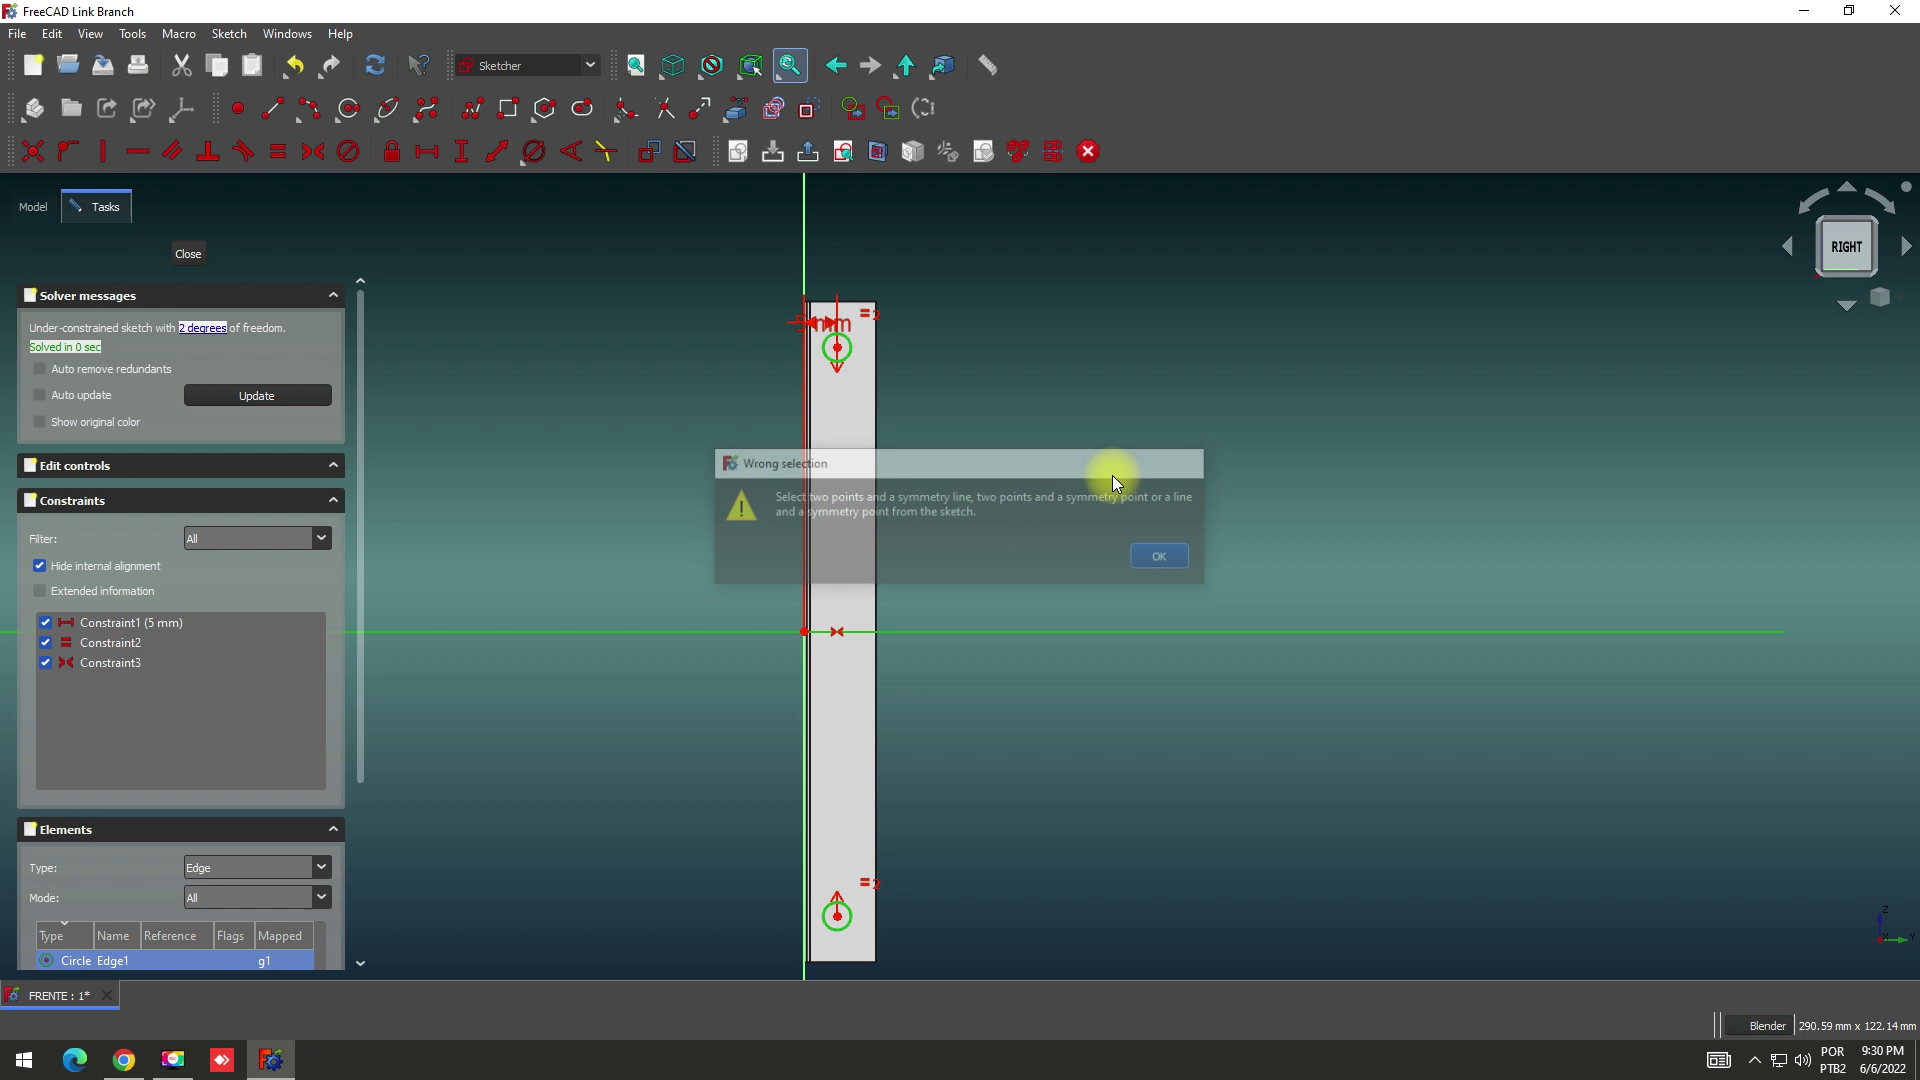 FreeCAD Link Branch
File Edit View Tools Macro Sketch Windows Help
Sketcher
Model Tasks
Close
Solver messages
Under-constrained sketch with 2 degrees of freedom.
Solved in 0 sec
Auto remove redundants
Auto update Update
Show original color
Edit controls
Constraints
Filter: All
Hide internal alignment
Extended information
Constraint1 (5 mm)
Constraint2
Constraint3
Elements
Type: Edge
Mode: All
Type Name Reference Flags Mapped
Circle Edge1 g1
RIGHT
mm
= 2
Wrong selection
Select two points and a symmetry line, two points and a symmetry point or a line
and a symmetry point from the sketch.
OK
= 2
Z
X Y
FRENTE : 1*
Blender 290.59 mm x 122.14 mm
POR
PTB2
9:30 PM
6/6/2022